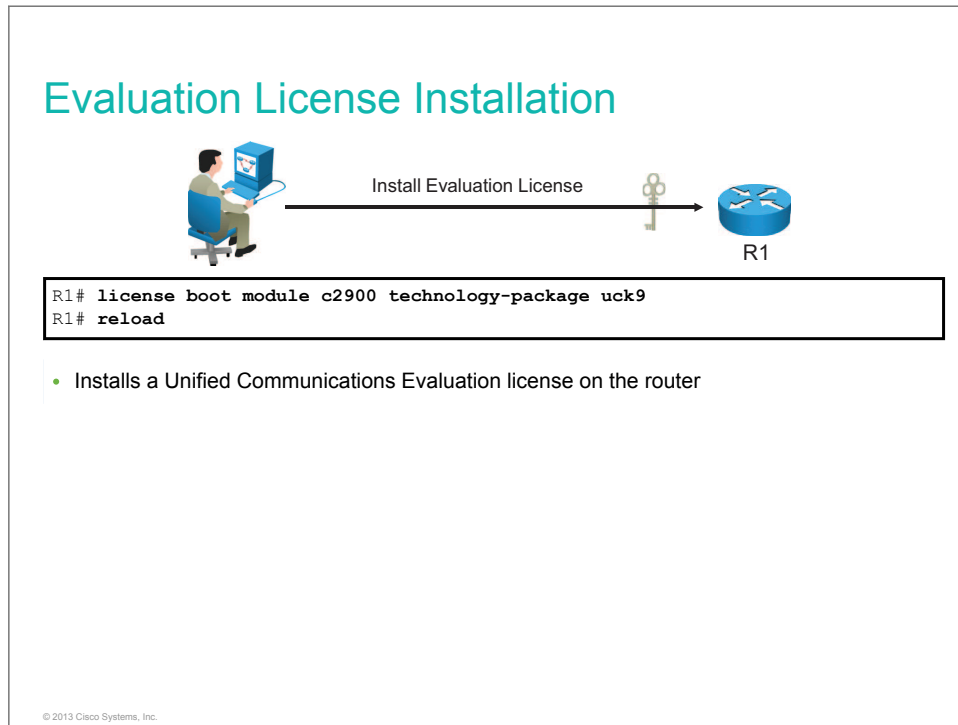 Evaluation License Installation
Install Evaluation License
R1
R1# license boot module c2900 technology-package uck9
R1# reload
• Installs a Unified Communications Evaluation license on the router
© 2013 Cisco Systems, Inc.